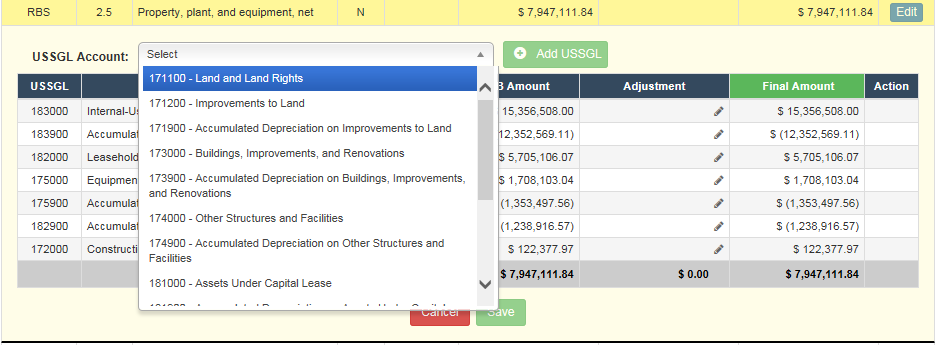 RBS 2.5 Property, plant, and equipment, net N $ 7,947,111.84 $ 7,947,111.84 Edit
USSGL Account: Select Add USSGL
171100 - Land and Land Rights
171200 - Improvements to Land
171900 - Accumulated Depreciation on Improvements to Land
173000 - Buildings, Improvements, and Renovations
173900 - Accumulated Depreciation on Buildings, Improvements,
and Renovations
174000 - Other Structures and Facilities
174900 - Accumulated Depreciation on Other Structures and
Facilities
181000 - Assets Under Capital Lease
USSGL Amount Adjustment Final Amount Action
183000 Internal-U 15,356,508.00 $ 15,356,508.00
183900 Accumula 12,352,569.11) $ (12,352,569.11)
182000 Leasehold $ 5,705,106.07 $ 5,705,106.07
175000 Equipmen $ 1,708,103.04 $ 1,708,103.04
175900 Accumula (1,353,497.56) $ (1,353,497.56)
182900 Accumula (1,238,916.57) $ (1,238,916.57)
172000 Constructi $ 122,377.97 $ 122,377.97
$ 7,947,111.84 $ 0.00 $ 7,947,111.84
Cancel Save